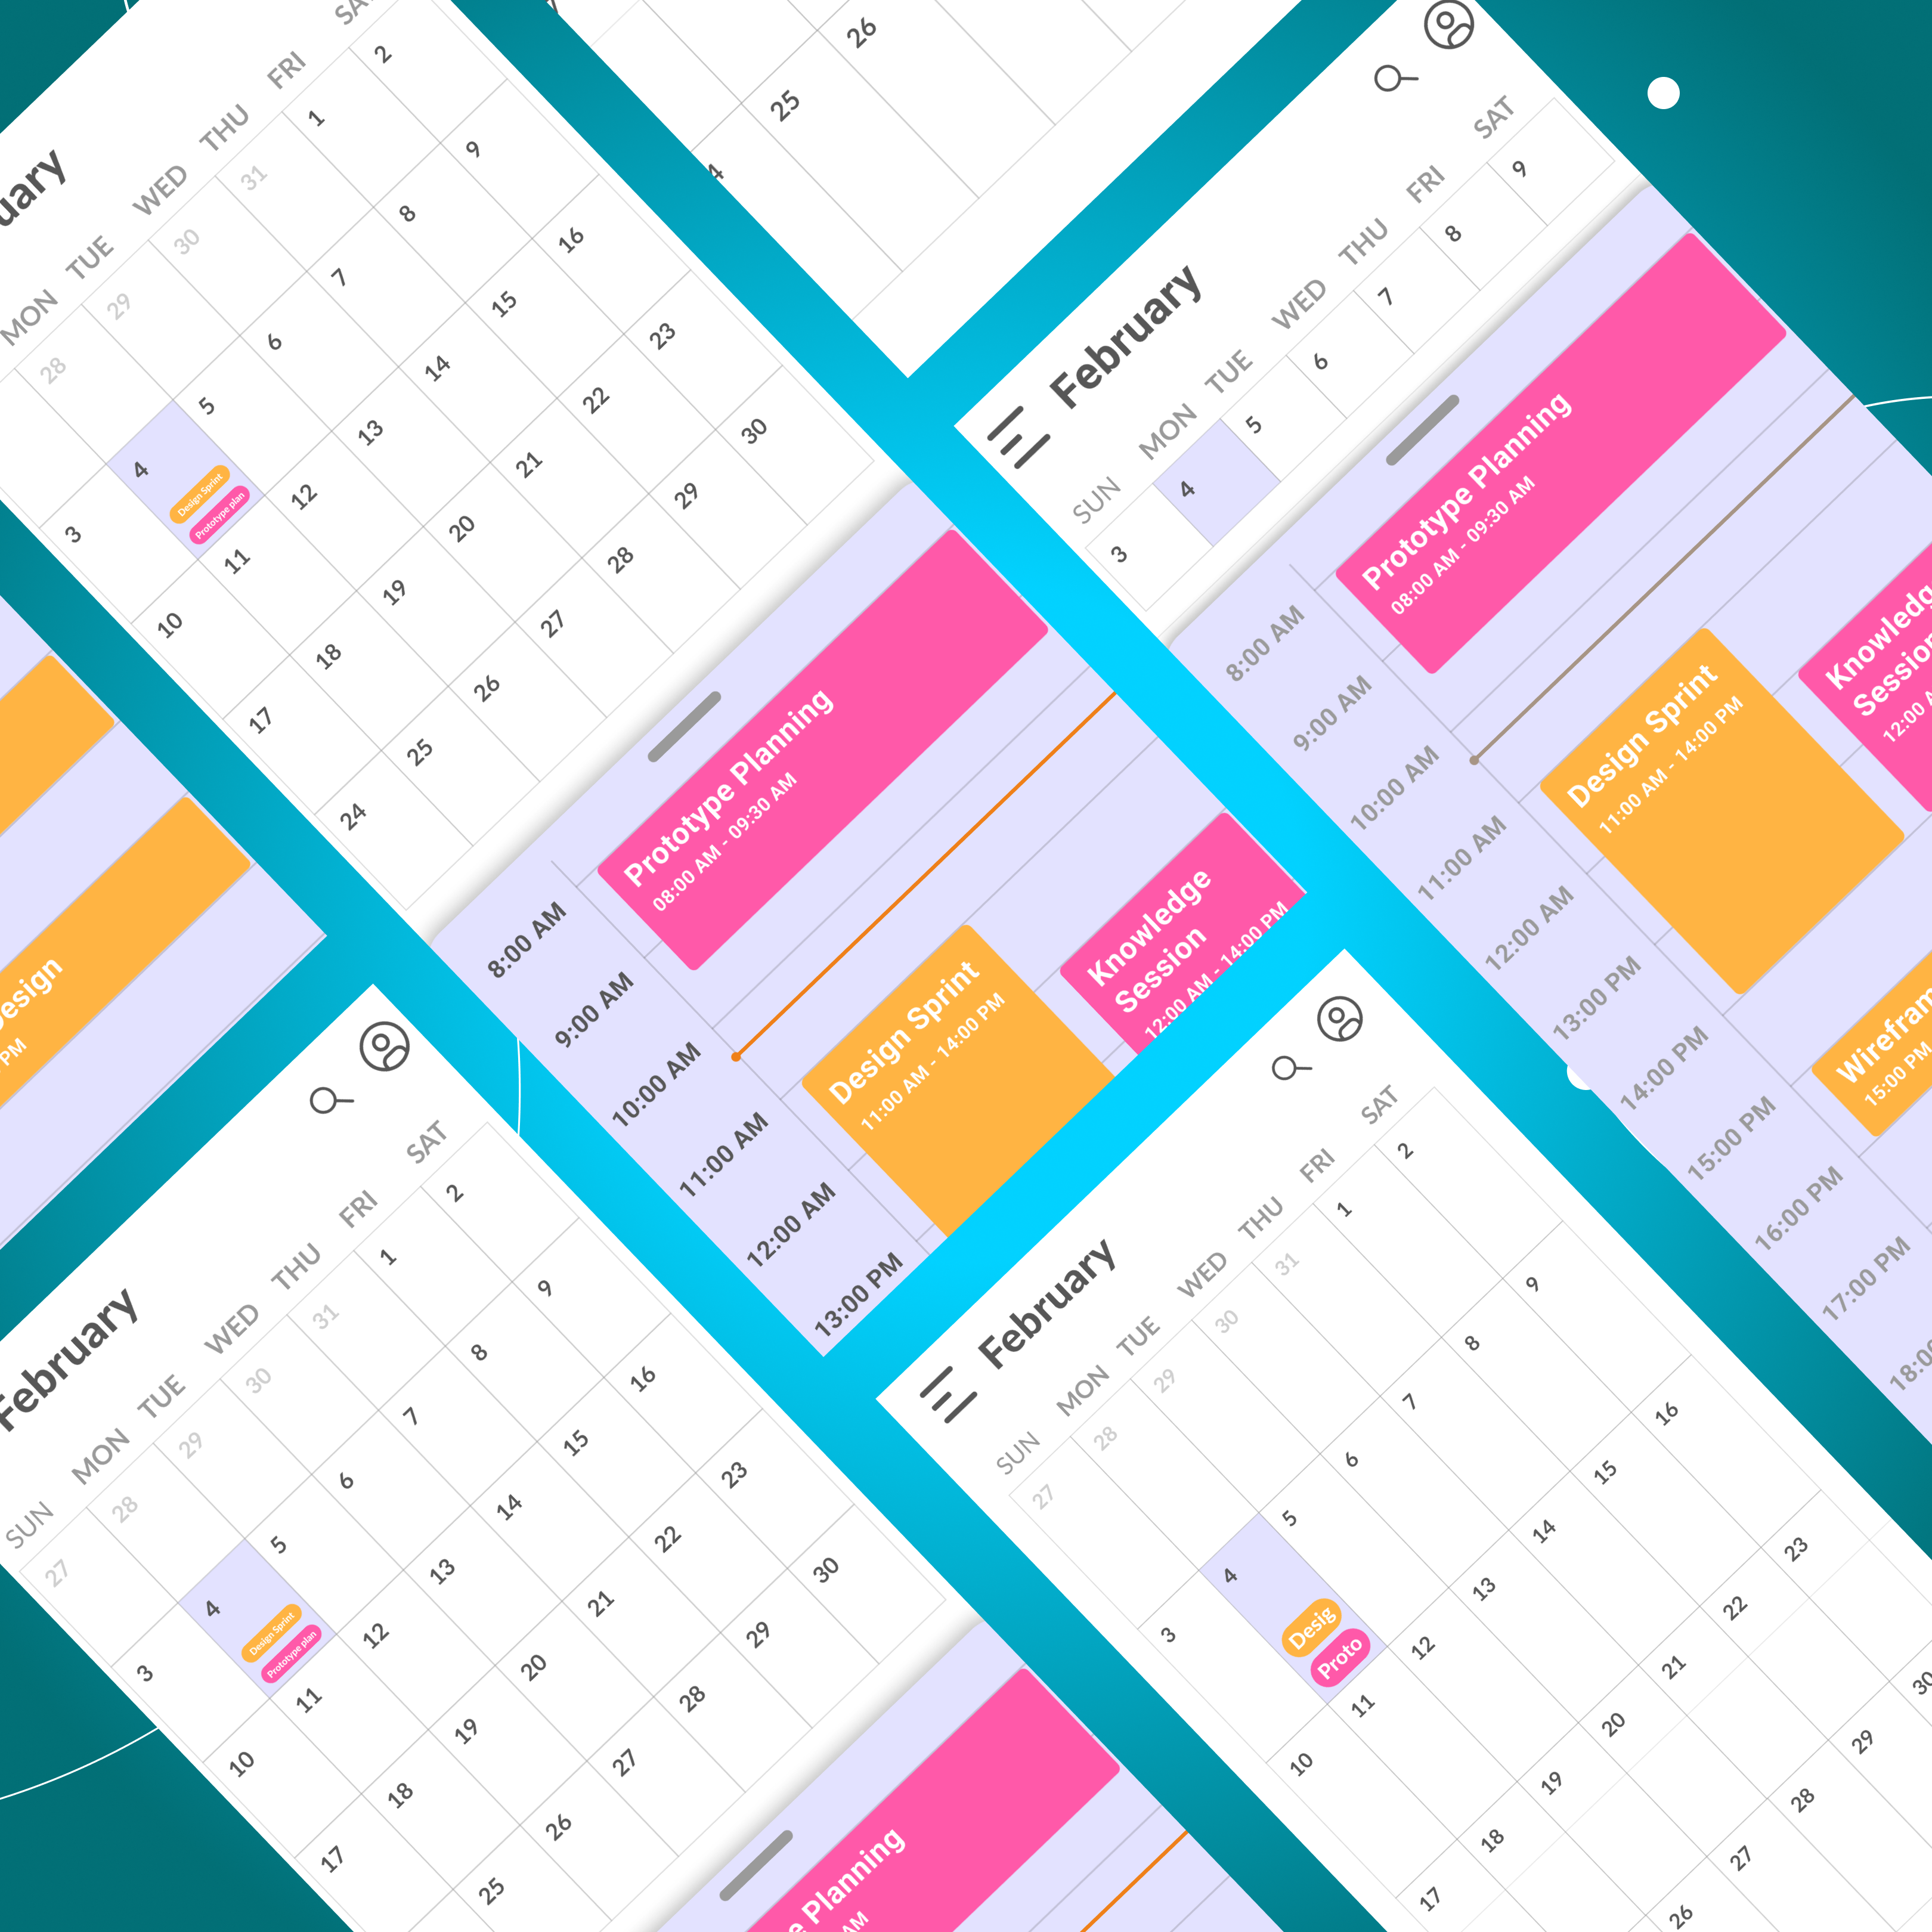 SUN MON TUE WED THU FRI SAT
28 29 30 31 1 2
3 4 5 6 7 8 9
Design Sprint
Prototype plan
10 11 12 13 14 15 16
17 18 19 20 21 22 23
24 25 26 27 28 29 30
Prototype Planning
08:00 AM - 09:30 AM
8:00 AM
9:00 AM
10:00 AM
Design Sprint
11:00 AM - 14:00 PM
11:00 AM
Knowledge
Session
12:00 AM - 14:00 PM
12:00 AM
13:00 PM
25 26
February
SUN MON TUE WED THU FRI SAT
3 4 5 6 7 8 9
Prototype Planning
08:00 AM - 09:30 AM
8:00 AM
9:00 AM
10:00 AM
Design Sprint
11:00 AM - 14:00 PM
11:00 AM
Session
12:00
12:00 AM
13:00 PM
14:00 PM
15:00 PM
15:00 PM
16:00 PM
17:00 PM
PM
February
SUN MON TUE WED THU FRI SAT
27 28 29 30 31 1 2
3 4 5 6 7 8 9
Design Sprint
Prototype plan
10 11 12 13 14 15 16
17 18 19 20 21 22 23
25 26 27 28 29 30
Planning
AM
February
SUN MON TUE WED THU FRI SAT
27 28 29 30 31 1 2
3 4 5 6 7 8 9
Desig
Proto
10 11 12 13 14 15 16
17 18 19 20 21 22 23
26 27 28 29 30